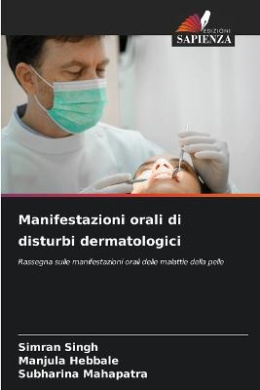 EDIZIONI
SAPIENZA
Manifestazioni orali di
disturbi dermatologici
Rassegna sulle manifestazioni orali delle malattie della pelle
Simran Singh
Manjula Hebbale
Subharina Mahapatra